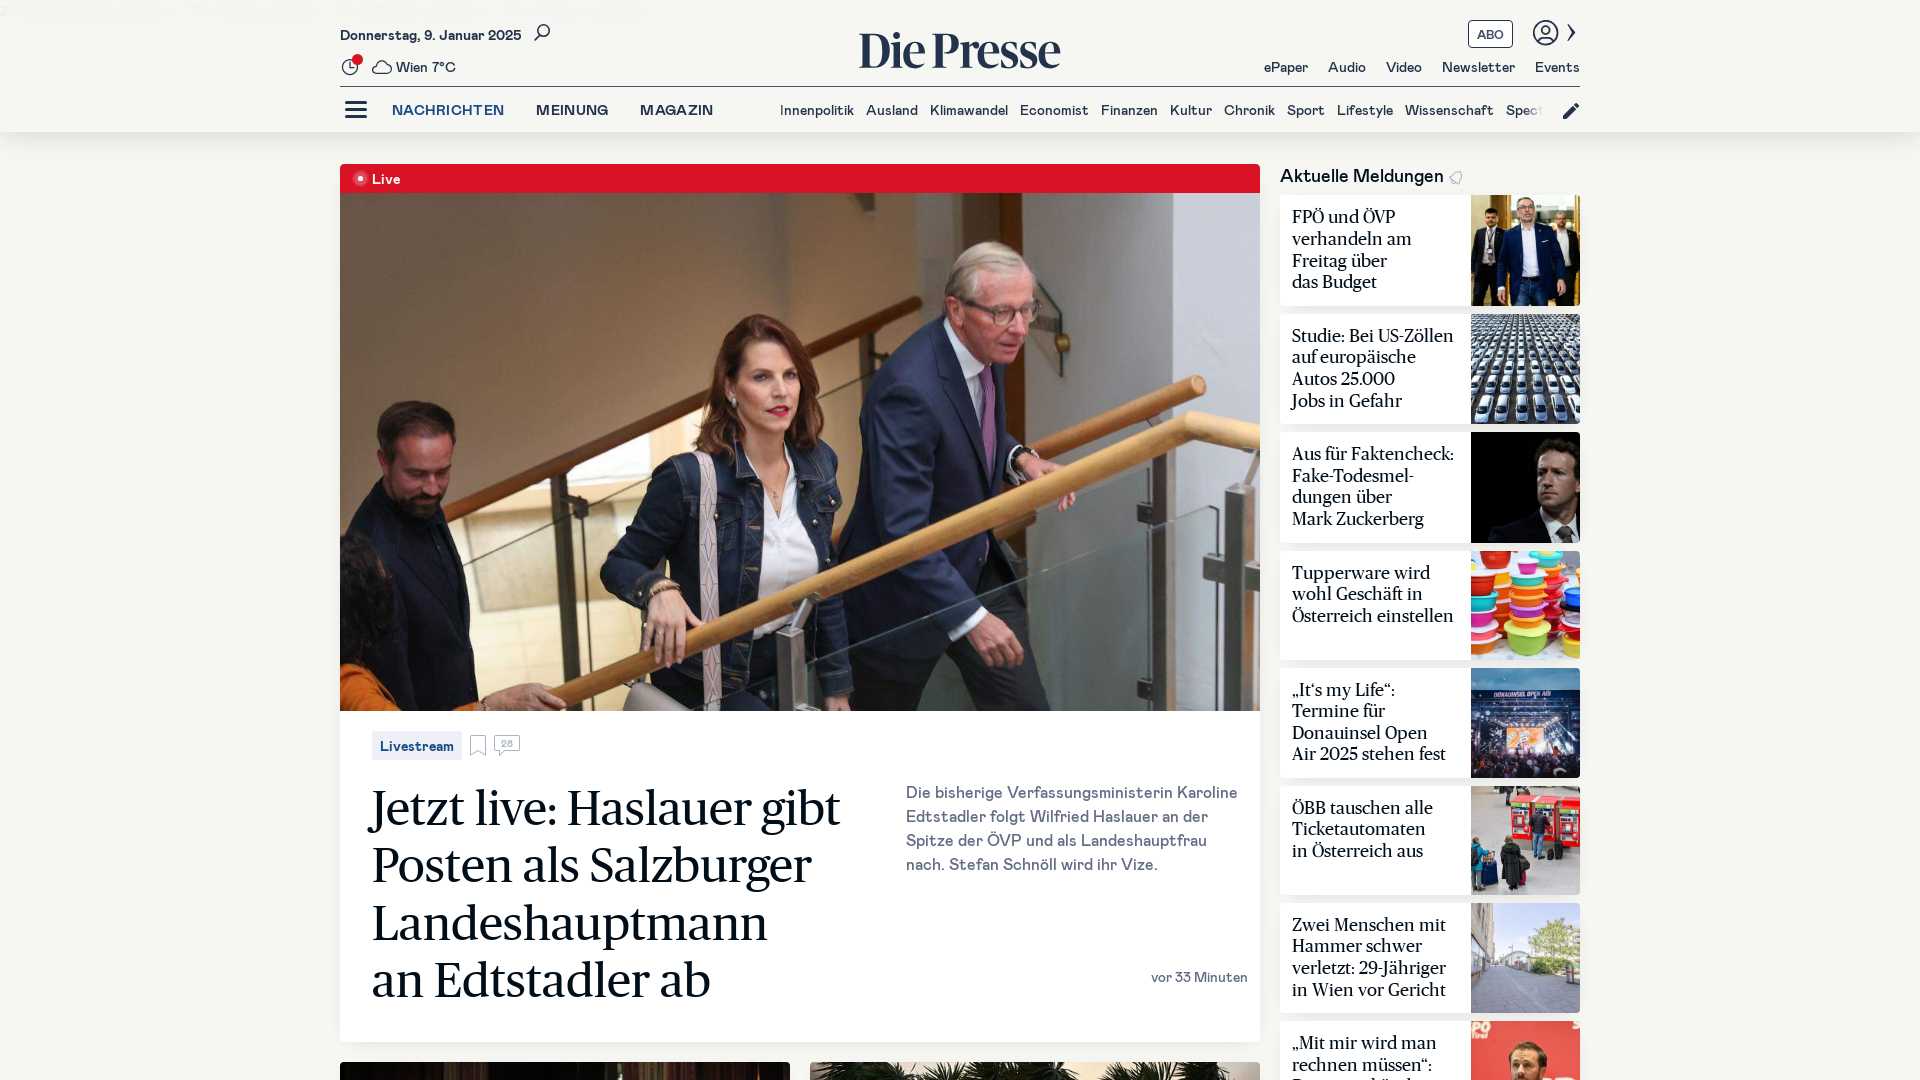 Donnerstag, 9. Januar 2025
Wien 7°C
Die Presse
ABO
ePaper Audio Video Newsletter Events
NACHRICHTEN MEINUNG MAGAZIN
Innenpolitik Ausland Klimawandel Economist Finanzen Kultur Chronik Sport Lifestyle Wissenschaft Spect
Live
Livestream
28
Jetzt live: Haslauer gibt
Posten als Salzburger
Landeshauptmann
an Edtstadler ab
Die bisherige Verfassungsministerin Karoline
Edtstadler folgt Wilfried Haslauer an der
Spitze der ÖVP und als Landeshauptfrau
nach. Stefan Schnöll wird ihr Vize.
vor 33 Minuten
Aktuelle Meldungen
FPÖ und ÖVP
verhandeln am
Freitag über
das Budget
Studie: Bei US-Zöllen
auf europäische
Autos 25.000
Jobs in Gefahr
Aus für Faktencheck:
Fake-Todesmel-
dungen über
Mark Zuckerberg
Tupperware wird
wohl Geschäft in
Österreich einstellen
„It‘s my Life“:
Termine für
Donauinsel Open
Air 2025 stehen fest
DONAUINSEL OPEN AIR
ÖBB tauschen alle
Ticketautomaten
in Österreich aus
Zwei Menschen mit
Hammer schwer
verletzt: 29-Jähriger
in Wien vor Gericht
„Mit mir wird man
rechnen müssen“: